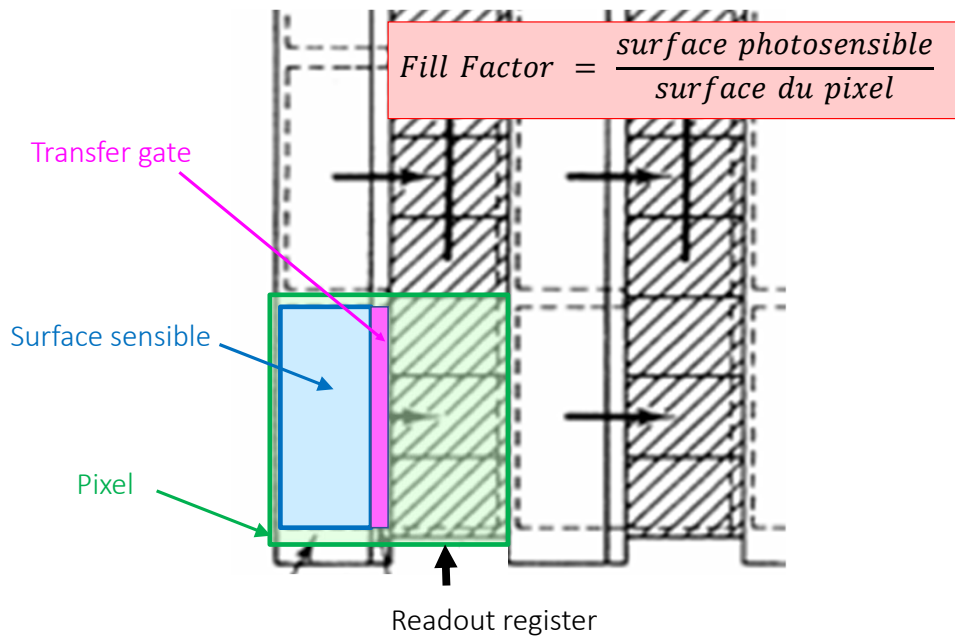 Fill Factor = surface photosensible / surface du pixel
Transfer gate
Surface sensible
Pixel
Readout register